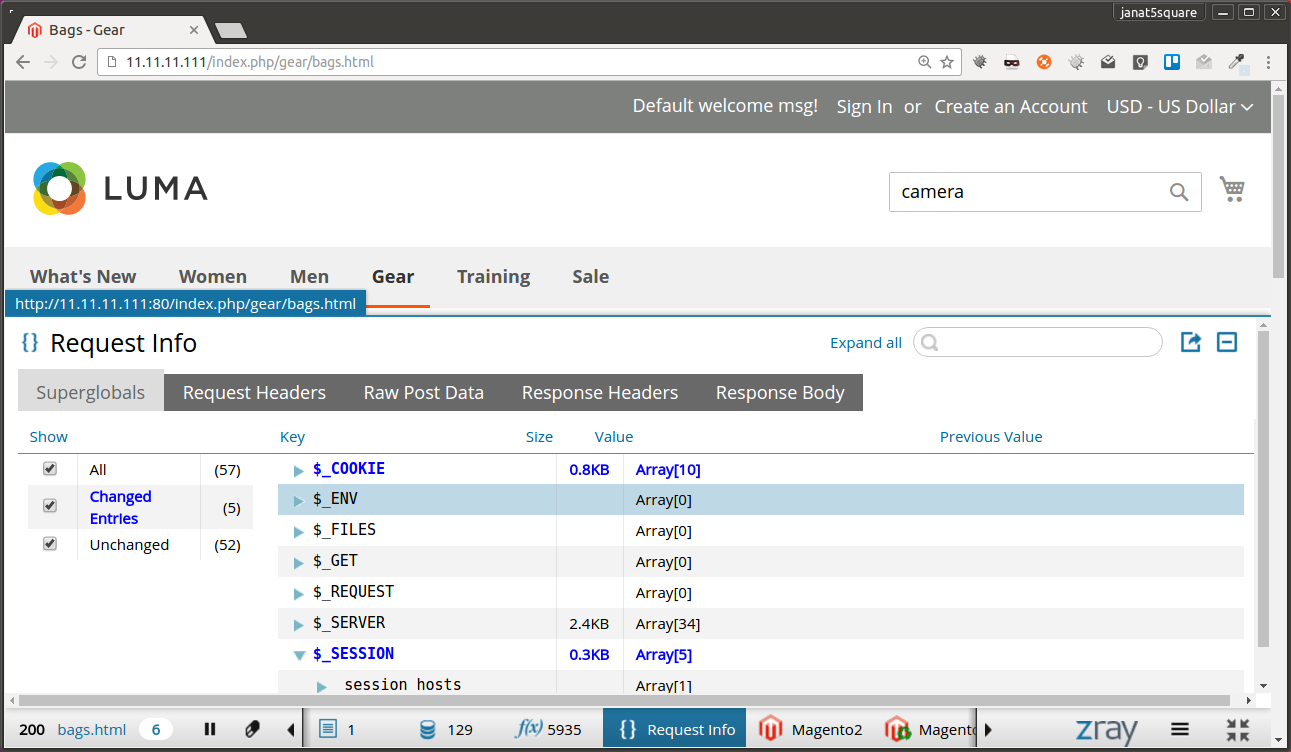 janat5square
Bags - Gear
11.11.11.111/index.php/gear/bags.html
Default welcome msg! Sign In or Create an Account USD - US Dollar
LUMA
camera
What's New Women Men Gear Training Sale
http://11.11.11.111:80/index.php/gear/bags.html
{} Request Info
Expand all
Superglobals Request Headers Raw Post Data Response Headers Response Body
Show Key Size Value Previous Value
All (57)
Changed Entries (5)
Unchanged (52)
$_COOKIE 0.8KB Array[10]
$_ENV Array[0]
$_FILES Array[0]
$_GET Array[0]
$_REQUEST Array[0]
$_SERVER 2.4KB Array[34]
$_SESSION 0.3KB Array[5]
session hosts Array[1]
200 bags.html 6 1 129 f(x) 5935 {} Request Info Magento2 Magento zray